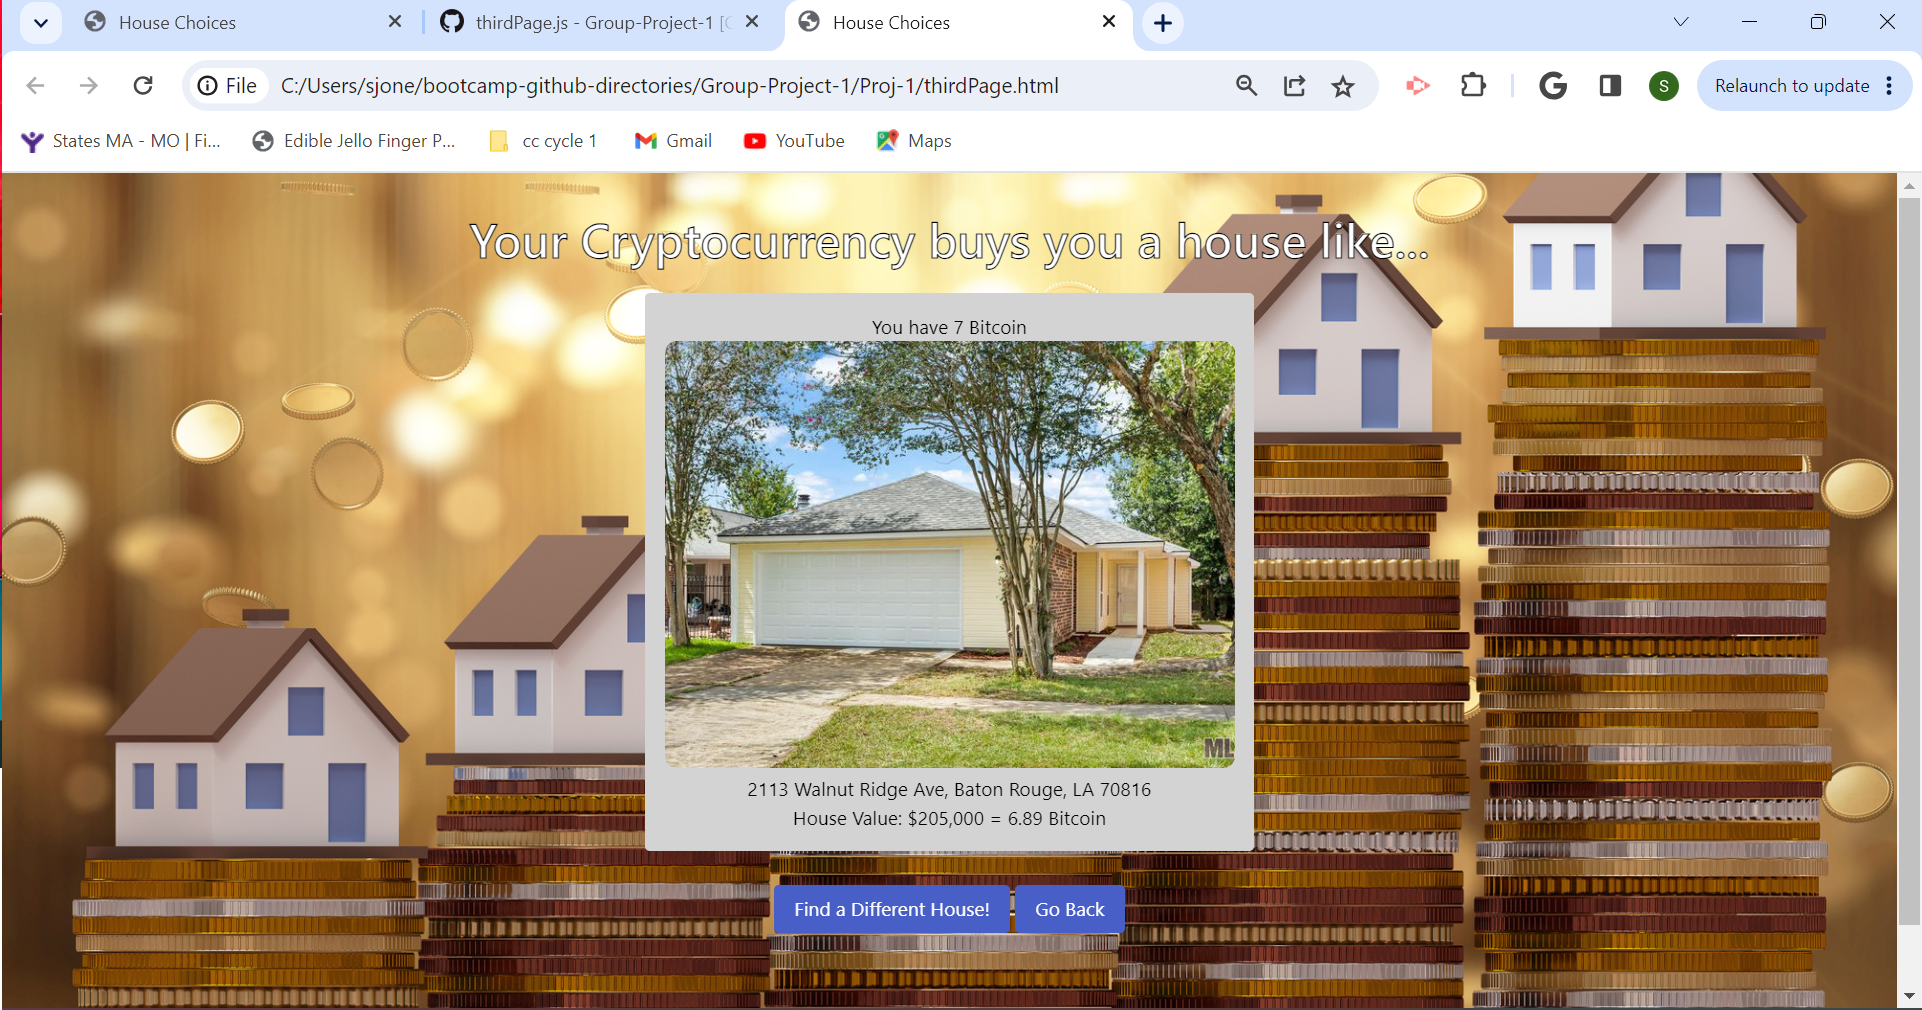 House Choices
thirdPage.js - Group-Project-1
House Choices
File
C:/Users/sjone/bootcamp-github-directories/Group-Project-1/Proj-1/thirdPage.html
S
Relaunch to update
States MA - MO | Fi...
Edible Jello Finger P...
cc cycle 1
Gmail
YouTube
Maps
Your Cryptocurrency buys you a house like...
You have 7 Bitcoin
2113 Walnut Ridge Ave, Baton Rouge, LA 70816
House Value: $205,000 = 6.89 Bitcoin
Find a Different House!
Go Back